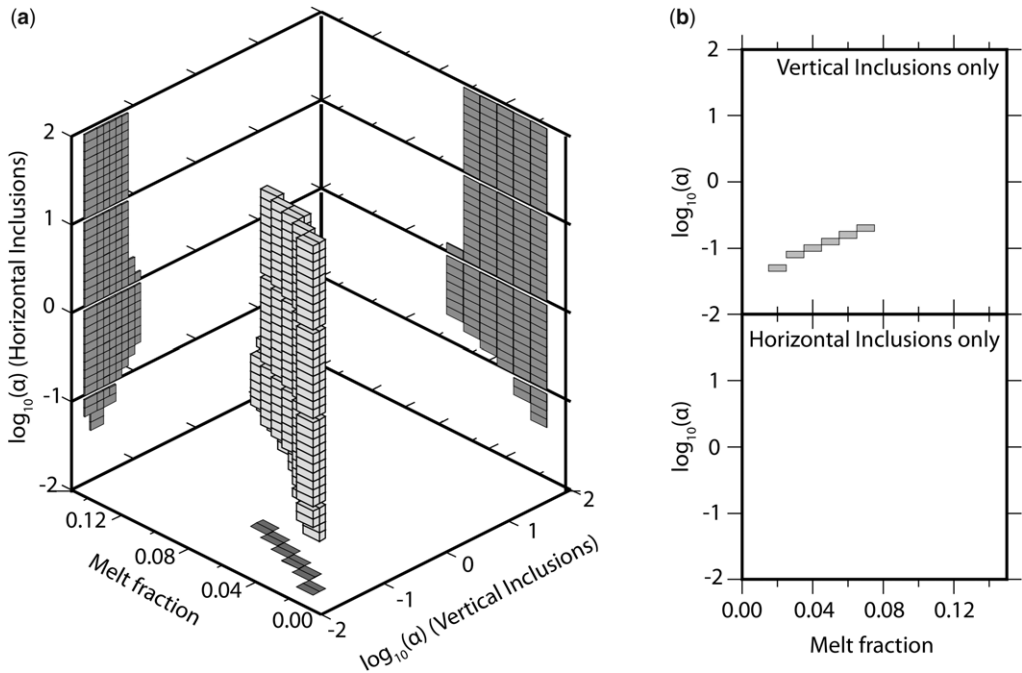 (a)
2
1
0
-1
-2
log10(α) (Horizontal Inclusions)
0.12
0.08
0.04
0.00
Melt fraction
-2
-1
0
1
2
log10(α) (Vertical Inclusions)
(b)
Vertical Inclusions only
2
1
0
-1
-2
log10(α)
Horizontal Inclusions only
1
0
-1
-2
log10(α)
0.00 0.04 0.08 0.12
Melt fraction